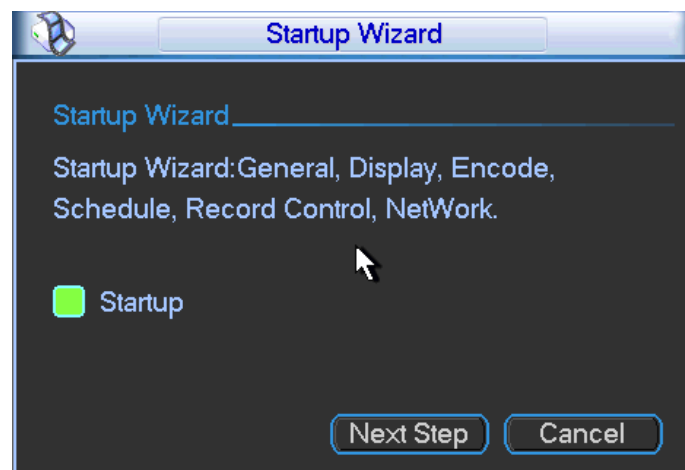 Startup Wizard
Startup Wizard
Startup Wizard:General, Display, Encode,
Schedule, Record Control, NetWork.
Startup
Next Step
Cancel